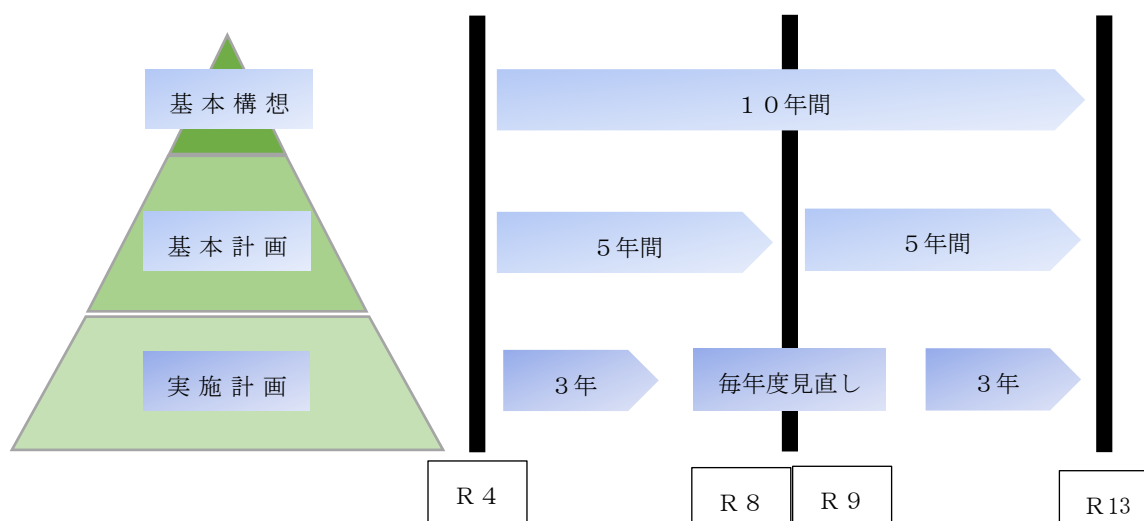 基本構想
１０年間
基本計画
５年間
５年間
実施計画
３年
毎年度見直し
３年
Ｒ４
Ｒ８
Ｒ９
Ｒ13